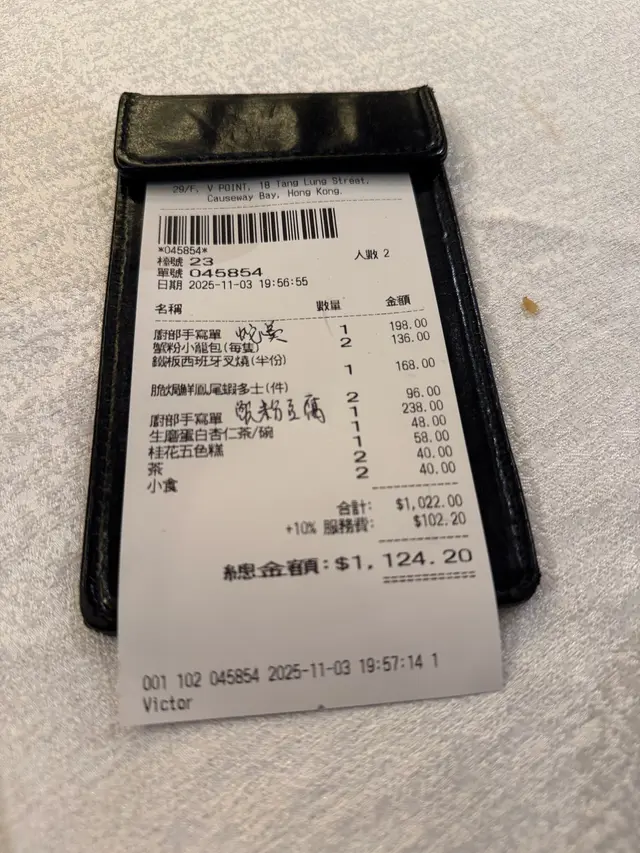 29/F, V POINT, 18 Tang Lung Street,
Causeway Bay, Hong Kong.
*045854*
檯號 23 人數 2
單號 045854
日期 2025-11-03 19:56:55
名稱 數量 金額
廚部手寫單 蛇羹 1 198.00
蟹粉小籠包(每隻) 2 136.00
鐵板西班牙叉燒(半份) 1 168.00
脆焗鮮鳳尾蝦多士(件) 2 96.00
廚部手寫單 蟹粉豆腐 1 238.00
生磨蛋白杏仁茶/碗 1 48.00
桂花五色糕 1 58.00
茶 2 40.00
小食 2 40.00
合計: $1,022.00
+10% 服務費: $102.20
總金額: $1,124.20
001 102 045854 2025-11-03 19:57:14 1
Victor